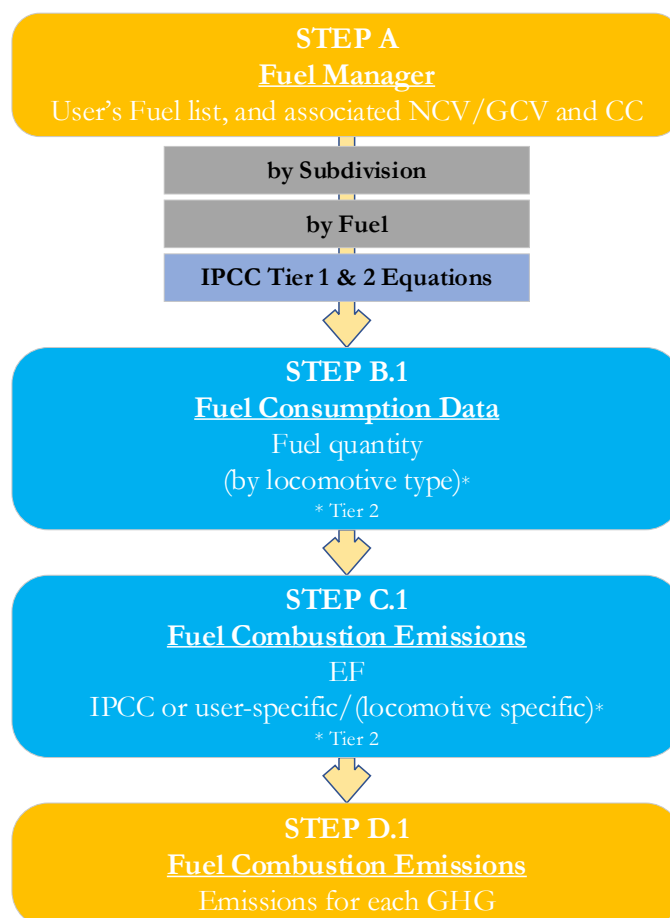 STEP A
Fuel Manager
User's Fuel list, and associated NCV/GCV and CC
by Subdivision
by Fuel
IPCC Tier 1 & 2 Equations
STEP B.1
Fuel Consumption Data
Fuel quantity
(by locomotive type)*
* Tier 2
STEP C.1
Fuel Combustion Emissions
EF
IPCC or user-specific/(locomotive specific)*
* Tier 2
STEP D.1
Fuel Combustion Emissions
Emissions for each GHG